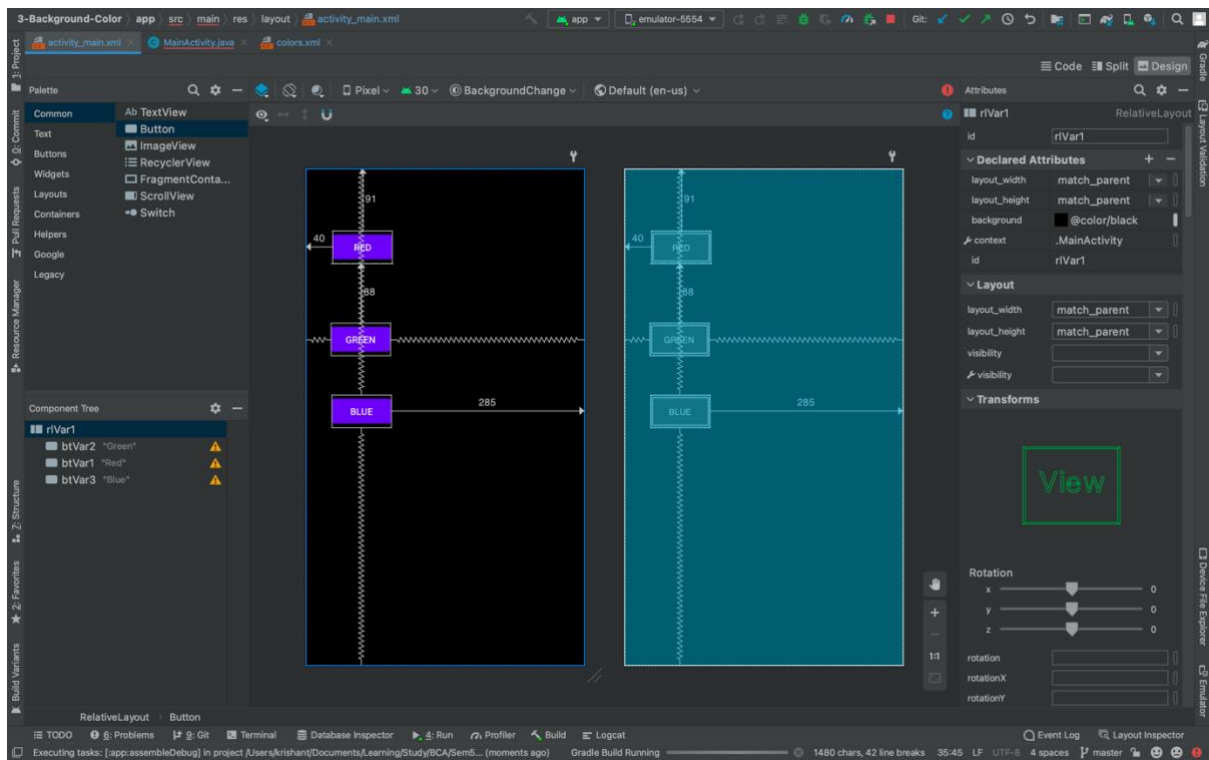 3-Background-Color app src main res layout activity_main.xml app emulator-5554 Git:
activity_main.xml MainActivity.java colors.xml
Code Split Design
Palette Pixel 30 BackgroundChange Default (en-us) Attributes
Common
Text
Buttons
Widgets
Layouts
Containers
Helpers
Google
Legacy
Ab TextView
Button
ImageView
RecyclerView
FragmentConta...
ScrollView
Switch
91
40
RED
88
GREEN
BLUE
285
91
40
RED
88
GREEN
BLUE
285
Component Tree
rlVar1
btVar2 "Green"
btVar1 "Red"
btVar3 "Blue"
rlVar1 RelativeLayout
id rlVar1
Declared Attributes
layout_width match_parent
layout_height match_parent
background @color/black
context .MainActivity
id rlVar1
Layout
layout_width match_parent
layout_height match_parent
visibility
visibility
Transforms
View
Rotation
x 0
y 0
z 0
rotation
rotationX
rotationY
1:1
1: Project
0: Commit
Pull Requests
Resource Manager
7: Structure
2: Favorites
Build Variants
Gradle
Layout Validation
Device File Explorer
Emulator
RelativeLayout Button
TODO 6: Problems 9: Git Terminal Database Inspector 4: Run Profiler Build Logcat Event Log Layout Inspector
Executing tasks: [:app:assembleDebug] in project /Users/krishant/Documents/Learning/Study/BCA/Sem5... (moments ago) Gradle Build Running 1480 chars, 42 line breaks 35:45 LF UTF-8 4 spaces master